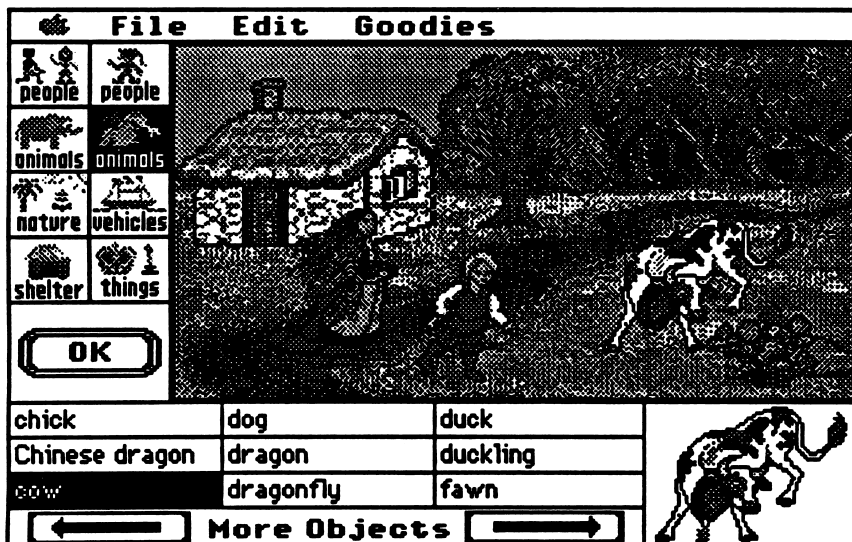 File Edit Goodies
people people
animals animals
nature vehicles
shelter things
OK
chick dog duck
Chinese dragon dragon duckling
cow dragonfly fawn
More Objects